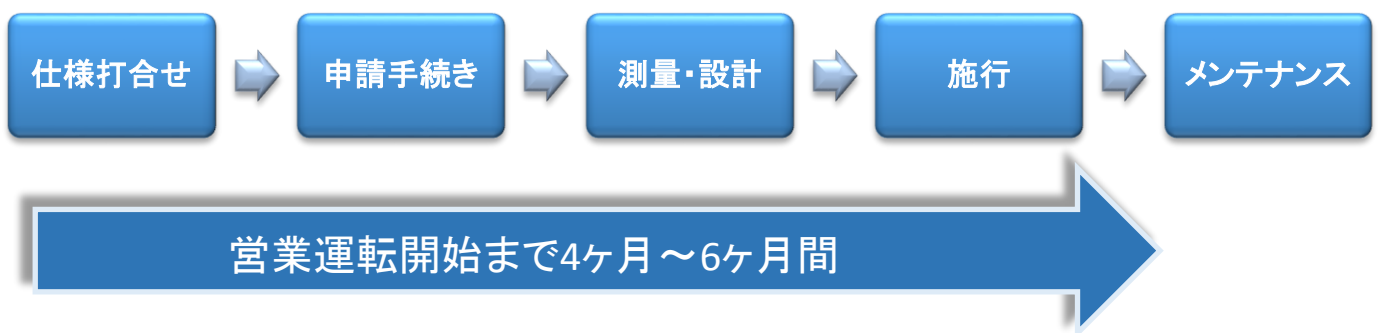 仕様打合せ
申請手続き
測量・設計
施行
メンテナンス
営業運転開始まで4ヶ月～6ヶ月間